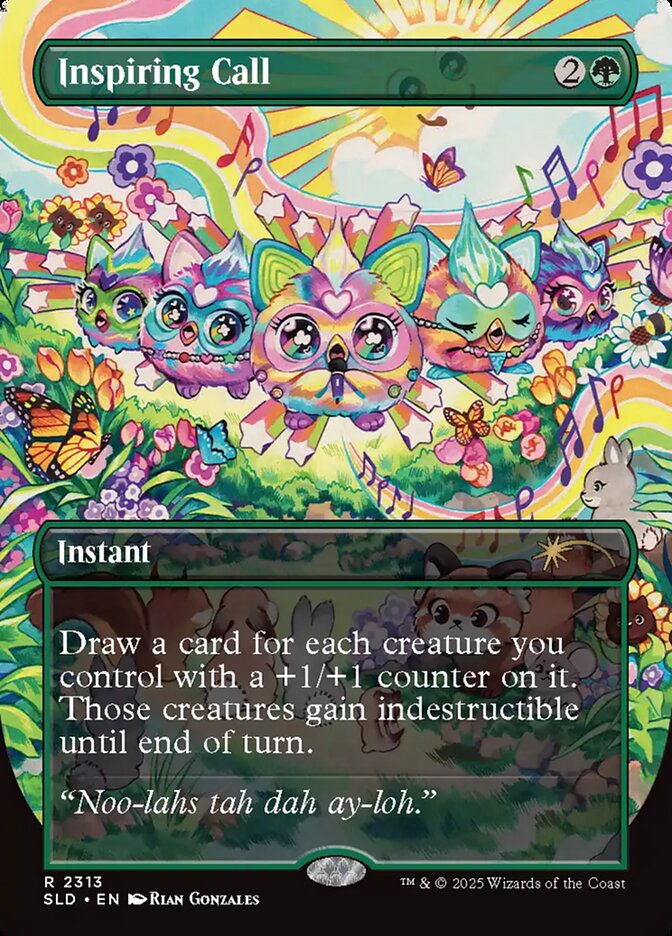 Inspiring Call 2
Instant
Draw a card for each creature you
control with a +1/+1 counter on it.
Those creatures gain indestructible
until end of turn.
“Noo-lahs tah dah ay-loh.”
R 2313
SLD • EN Rian Gonzales
™ & © 2025 Wizards of the Coast